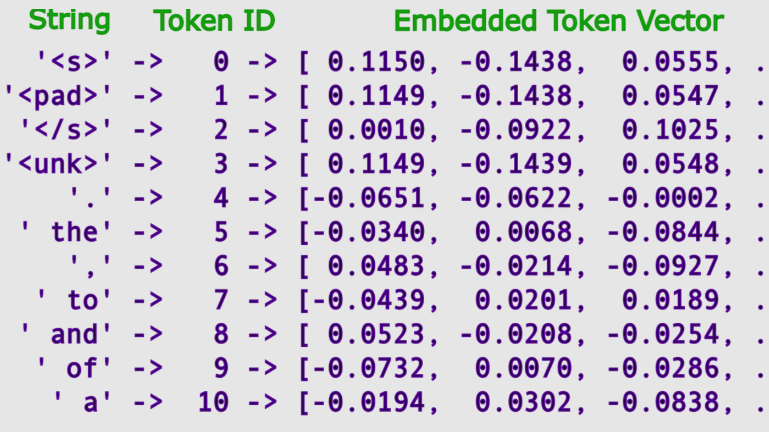 String Token ID Embedded Token Vector
'<s>' -> 0 -> [ 0.1150, -0.1438, 0.0555, .
'<pad>' -> 1 -> [ 0.1149, -0.1438, 0.0547, .
'</s>' -> 2 -> [ 0.0010, -0.0922, 0.1025, .
'<unk>' -> 3 -> [ 0.1149, -0.1439, 0.0548, .
'.' -> 4 -> [-0.0651, -0.0622, -0.0002, .
' the' -> 5 -> [-0.0340, 0.0068, -0.0844, .
',' -> 6 -> [ 0.0483, -0.0214, -0.0927, .
' to' -> 7 -> [-0.0439, 0.0201, 0.0189, .
' and' -> 8 -> [ 0.0523, -0.0208, -0.0254, .
' of' -> 9 -> [-0.0732, 0.0070, -0.0286, .
' a' -> 10 -> [-0.0194, 0.0302, -0.0838, .